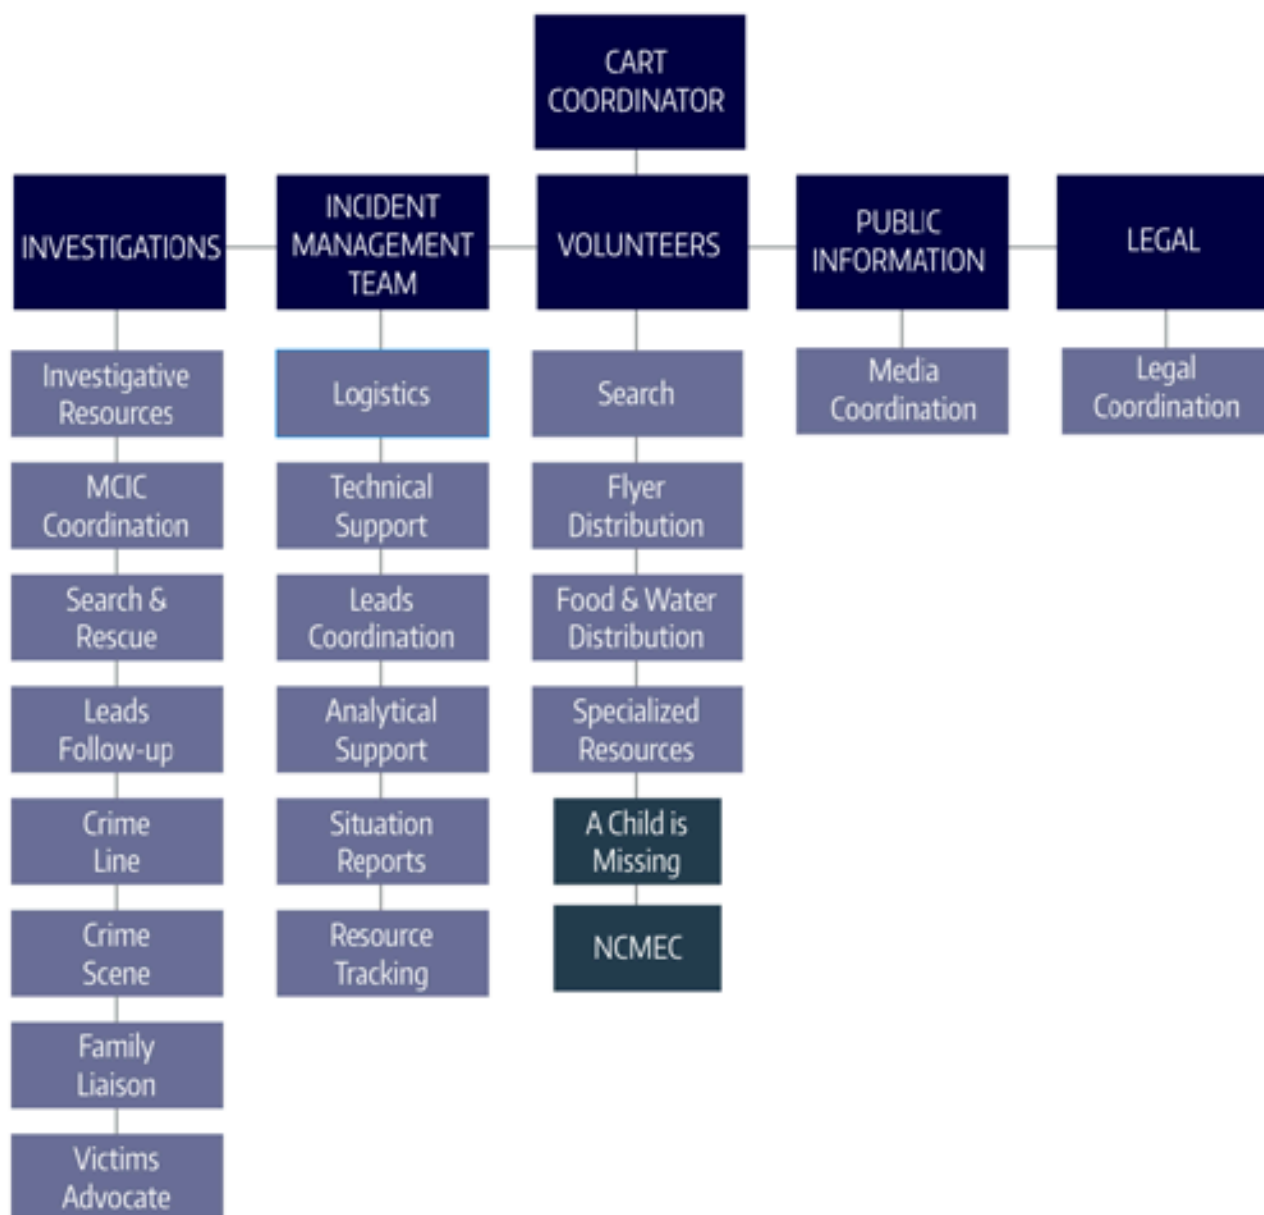 CART
COORDINATOR
INVESTIGATIONS
INCIDENT
MANAGEMENT
TEAM
VOLUNTEERS
PUBLIC
INFORMATION
LEGAL
Investigative
Resources
MCIC
Coordination
Search &
Rescue
Leads
Follow-up
Crime
Line
Crime
Scene
Family
Liaison
Victims
Advocate
Logistics
Technical
Support
Leads
Coordination
Analytical
Support
Situation
Reports
Resource
Tracking
Search
Flyer
Distribution
Food & Water
Distribution
Specialized
Resources
A Child is
Missing
NCMEC
Media
Coordination
Legal
Coordination